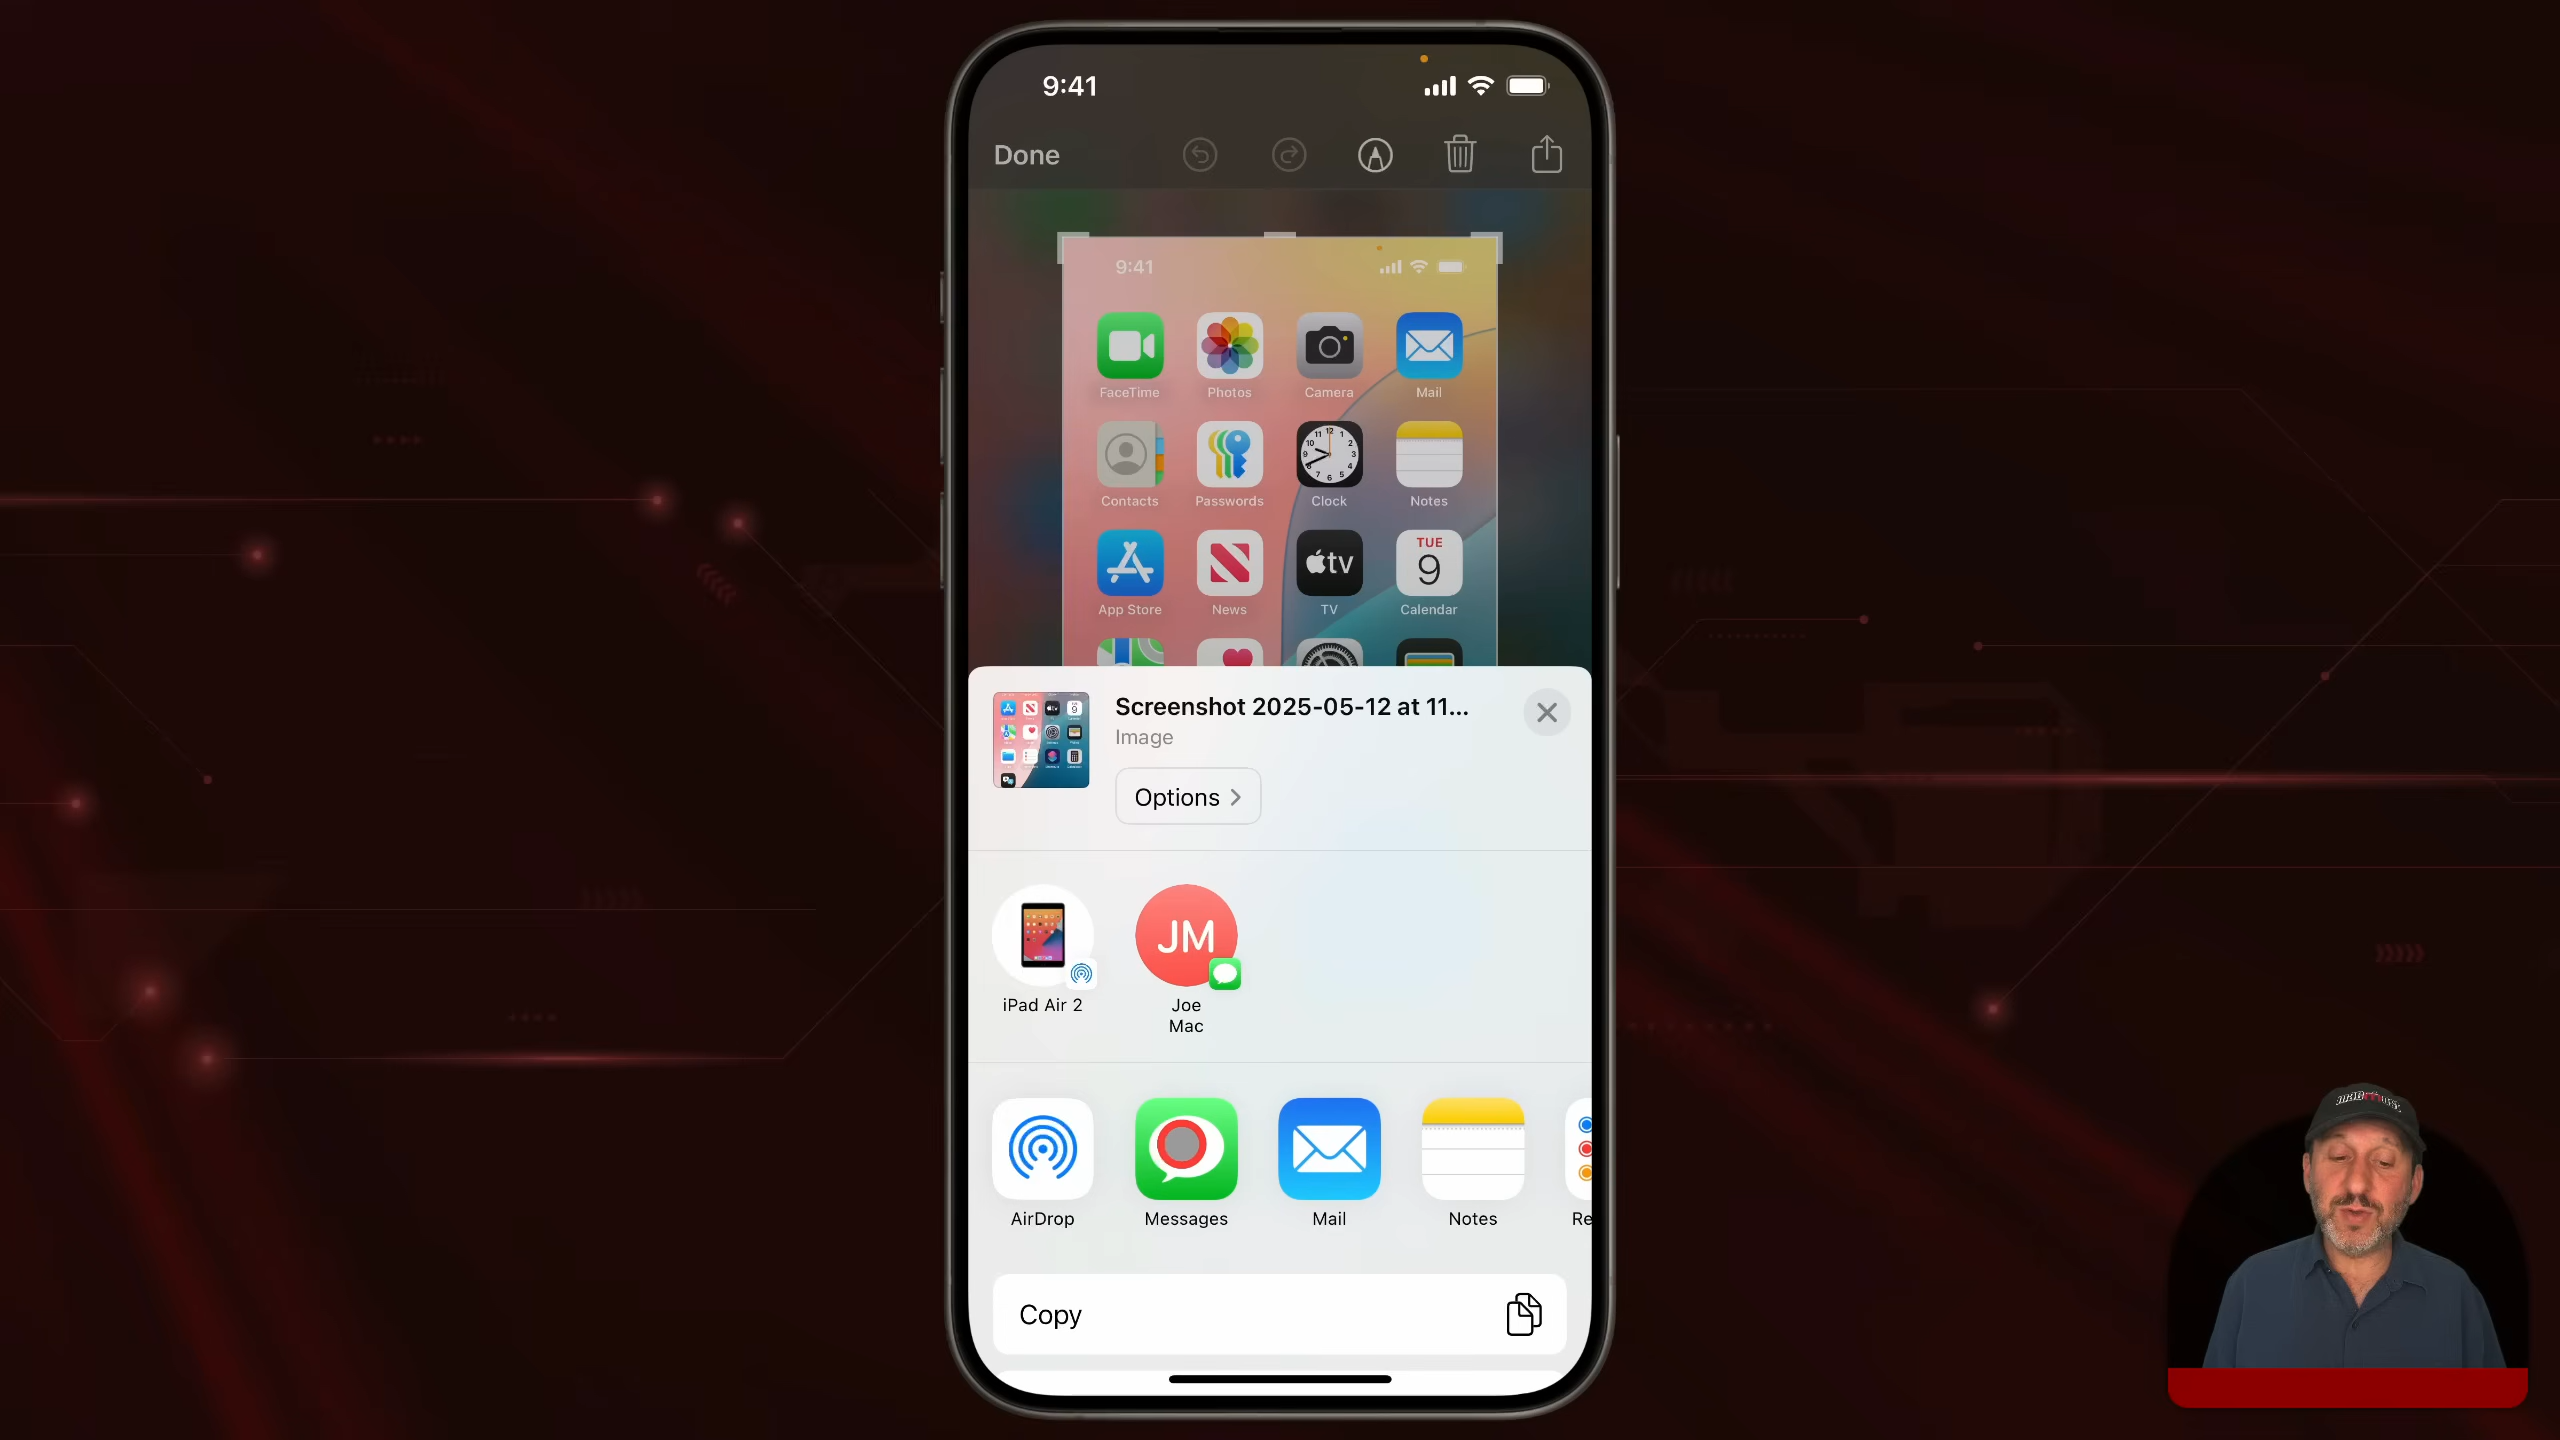 9:41
Done
9:41
FaceTime Photos Camera Mail
Contacts Passwords Clock Notes
tv
TUE
9
App Store News TV Calendar
Screenshot 2025-05-12 at 11...
Image
Options
JM
iPad Air 2
Joe
Mac
AirDrop Messages Mail Notes Re
Copy